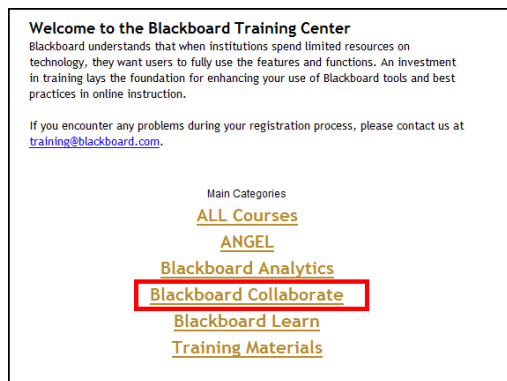 Welcome to the Blackboard Training Center
Blackboard understands that when institutions spend limited resources on
technology, they want users to fully use the features and functions. An investment
in training lays the foundation for enhancing your use of Blackboard tools and best
practices in online instruction.
If you encounter any problems during your registration process, please contact us at
training@blackboard.com.
Main Categories
ALL Courses
ANGEL
Blackboard Analytics
Blackboard Collaborate
Blackboard Learn
Training Materials